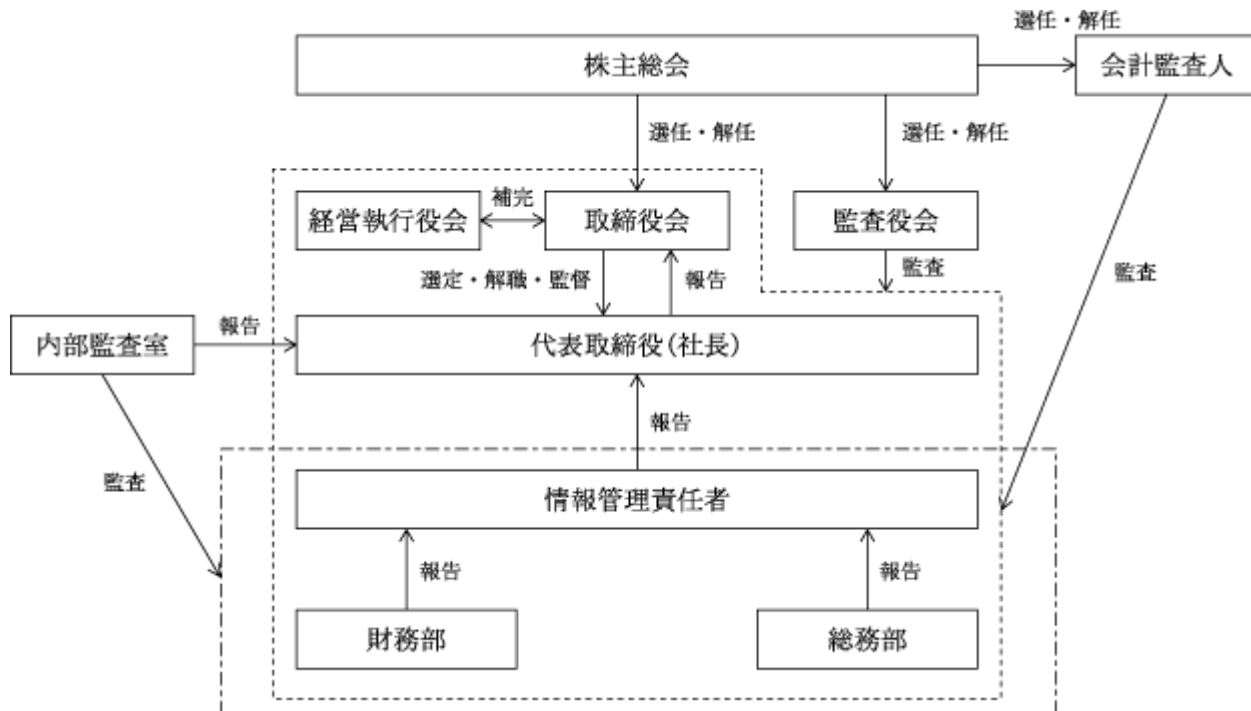 選任・解任
株主総会
会計監査人
選任・解任
選任・解任
経営執行役会
補完
取締役会
監査役会
選定・解職・監督
報告
監査
監査
内部監査室
報告
代表取締役(社長)
報告
監査
情報管理責任者
報告
報告
財務部
総務部